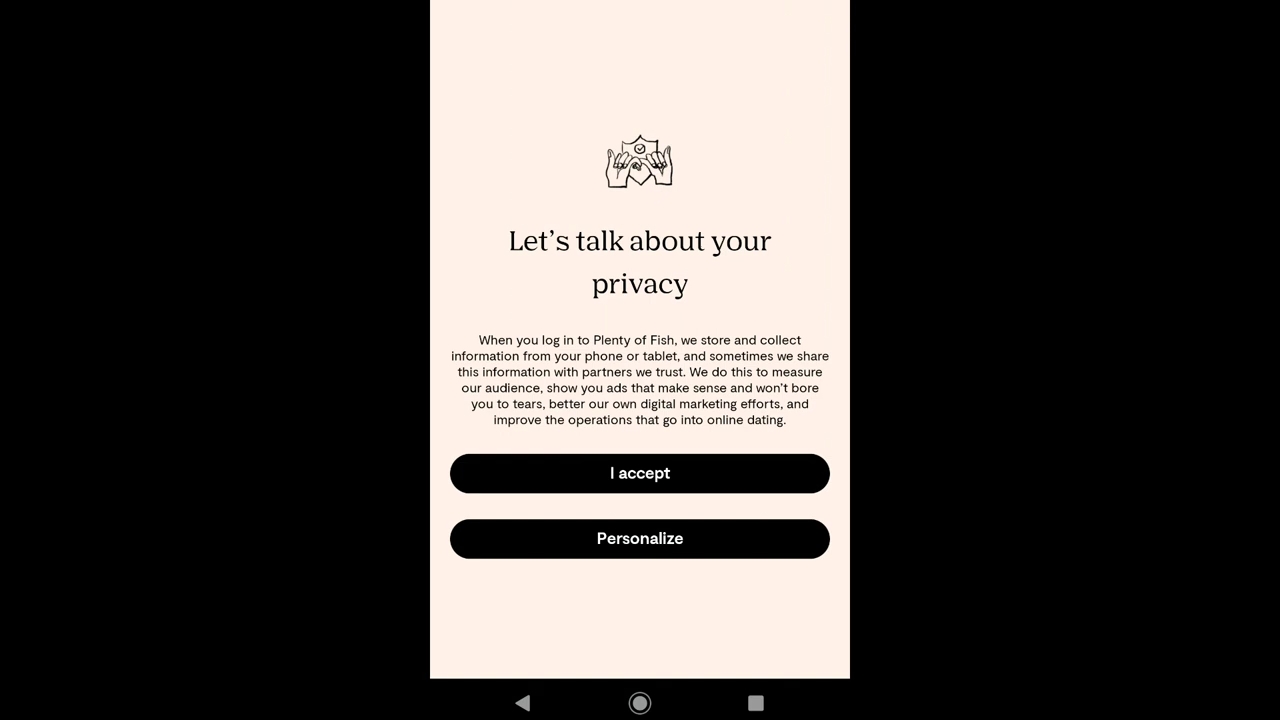 Let’s talk about your
privacy
When you log in to Plenty of Fish, we store and collect
information from your phone or tablet, and sometimes we share
this information with partners we trust. We do this to measure
our audience, show you ads that make sense and won’t bore
you to tears, better our own digital marketing efforts, and
improve the operations that go into online dating.
I accept
Personalize